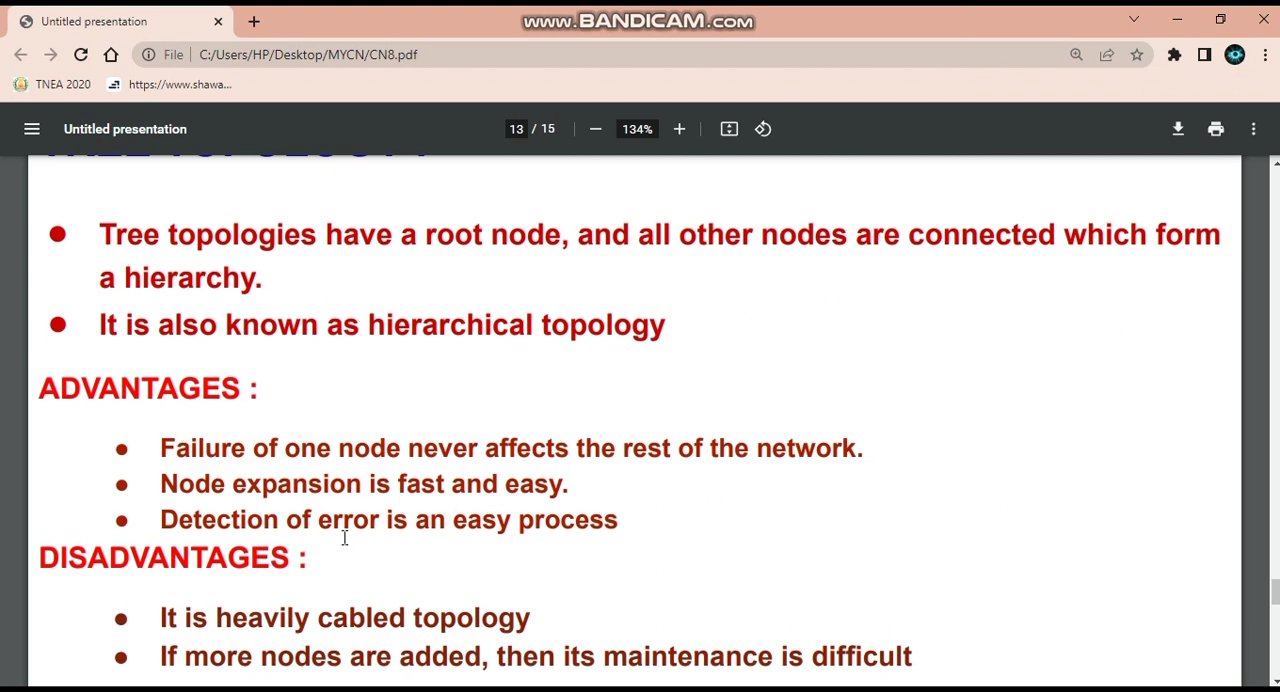 Untitled presentation
www.BANDICAM.com
File
C:/Users/HP/Desktop/MYCN/CN8.pdf
TNEA 2020
https://www.shawa...
Untitled presentation
13 / 15
134%
TREE TOPOLOGY :
● Tree topologies have a root node, and all other nodes are connected which form
a hierarchy.
● It is also known as hierarchical topology
ADVANTAGES :
● Failure of one node never affects the rest of the network.
● Node expansion is fast and easy.
● Detection of error is an easy process
DISADVANTAGES :
● It is heavily cabled topology
● If more nodes are added, then its maintenance is difficult